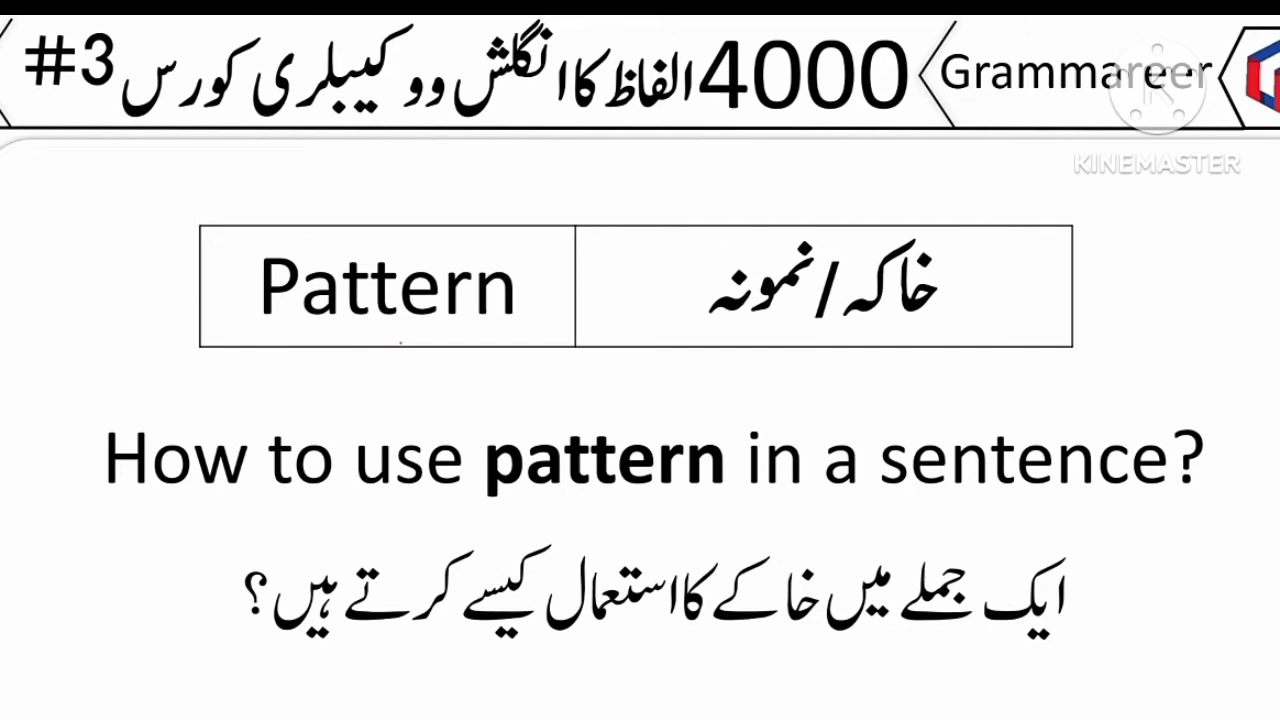 4000 الفاظ کا انگلش ووکیبلری کورس #3
Grammareer
KINEMASTER
Pattern
خاکہ/نمونہ
How to use pattern in a sentence?
ایک جملے میں خاکے کا استعمال کیسے کرتے ہیں؟